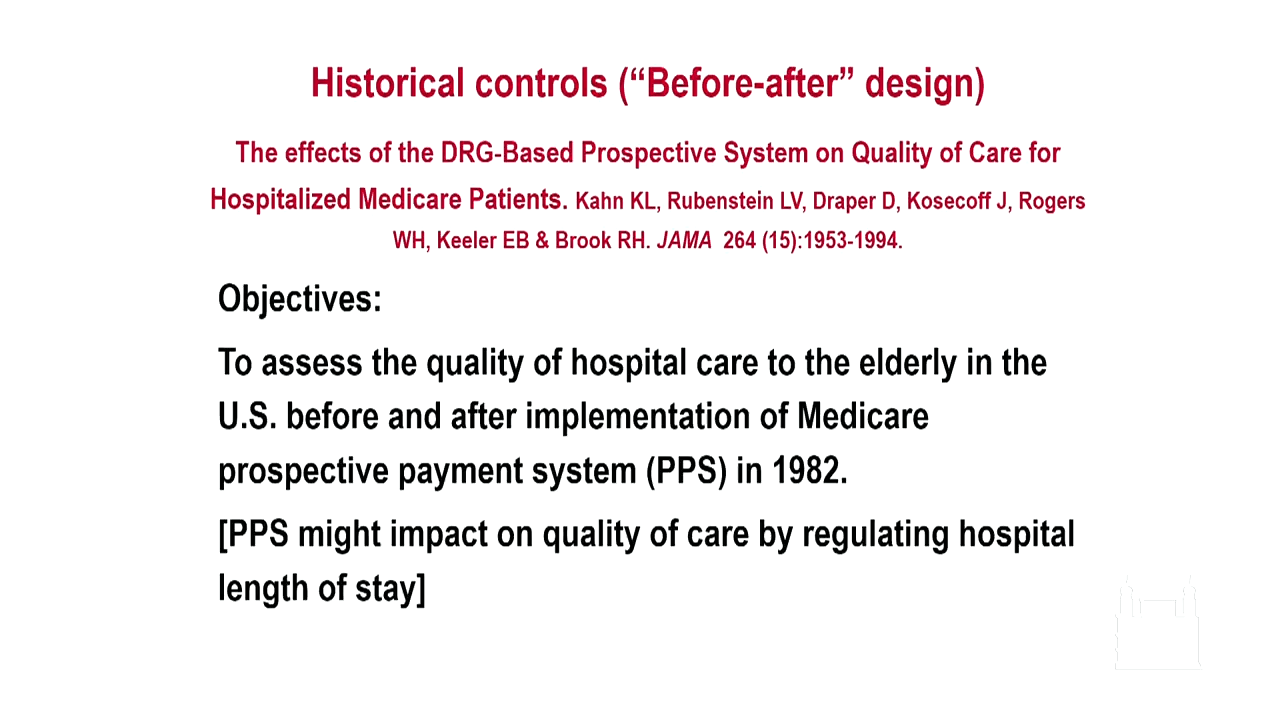 Historical controls (“Before-after” design)
The effects of the DRG-Based Prospective System on Quality of Care for
Hospitalized Medicare Patients. Kahn KL, Rubenstein LV, Draper D, Kosecoff J, Rogers
WH, Keeler EB & Brook RH. JAMA 264 (15):1953-1994.
Objectives:
To assess the quality of hospital care to the elderly in the
U.S. before and after implementation of Medicare
prospective payment system (PPS) in 1982.
[PPS might impact on quality of care by regulating hospital
length of stay]